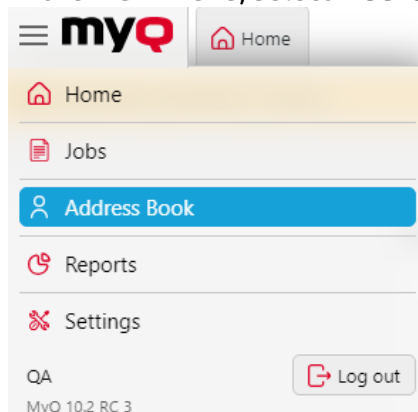 myQ
Home
Home
Jobs
Address Book
Reports
Settings
QA
Log out
MyQ 10.2 RC 3